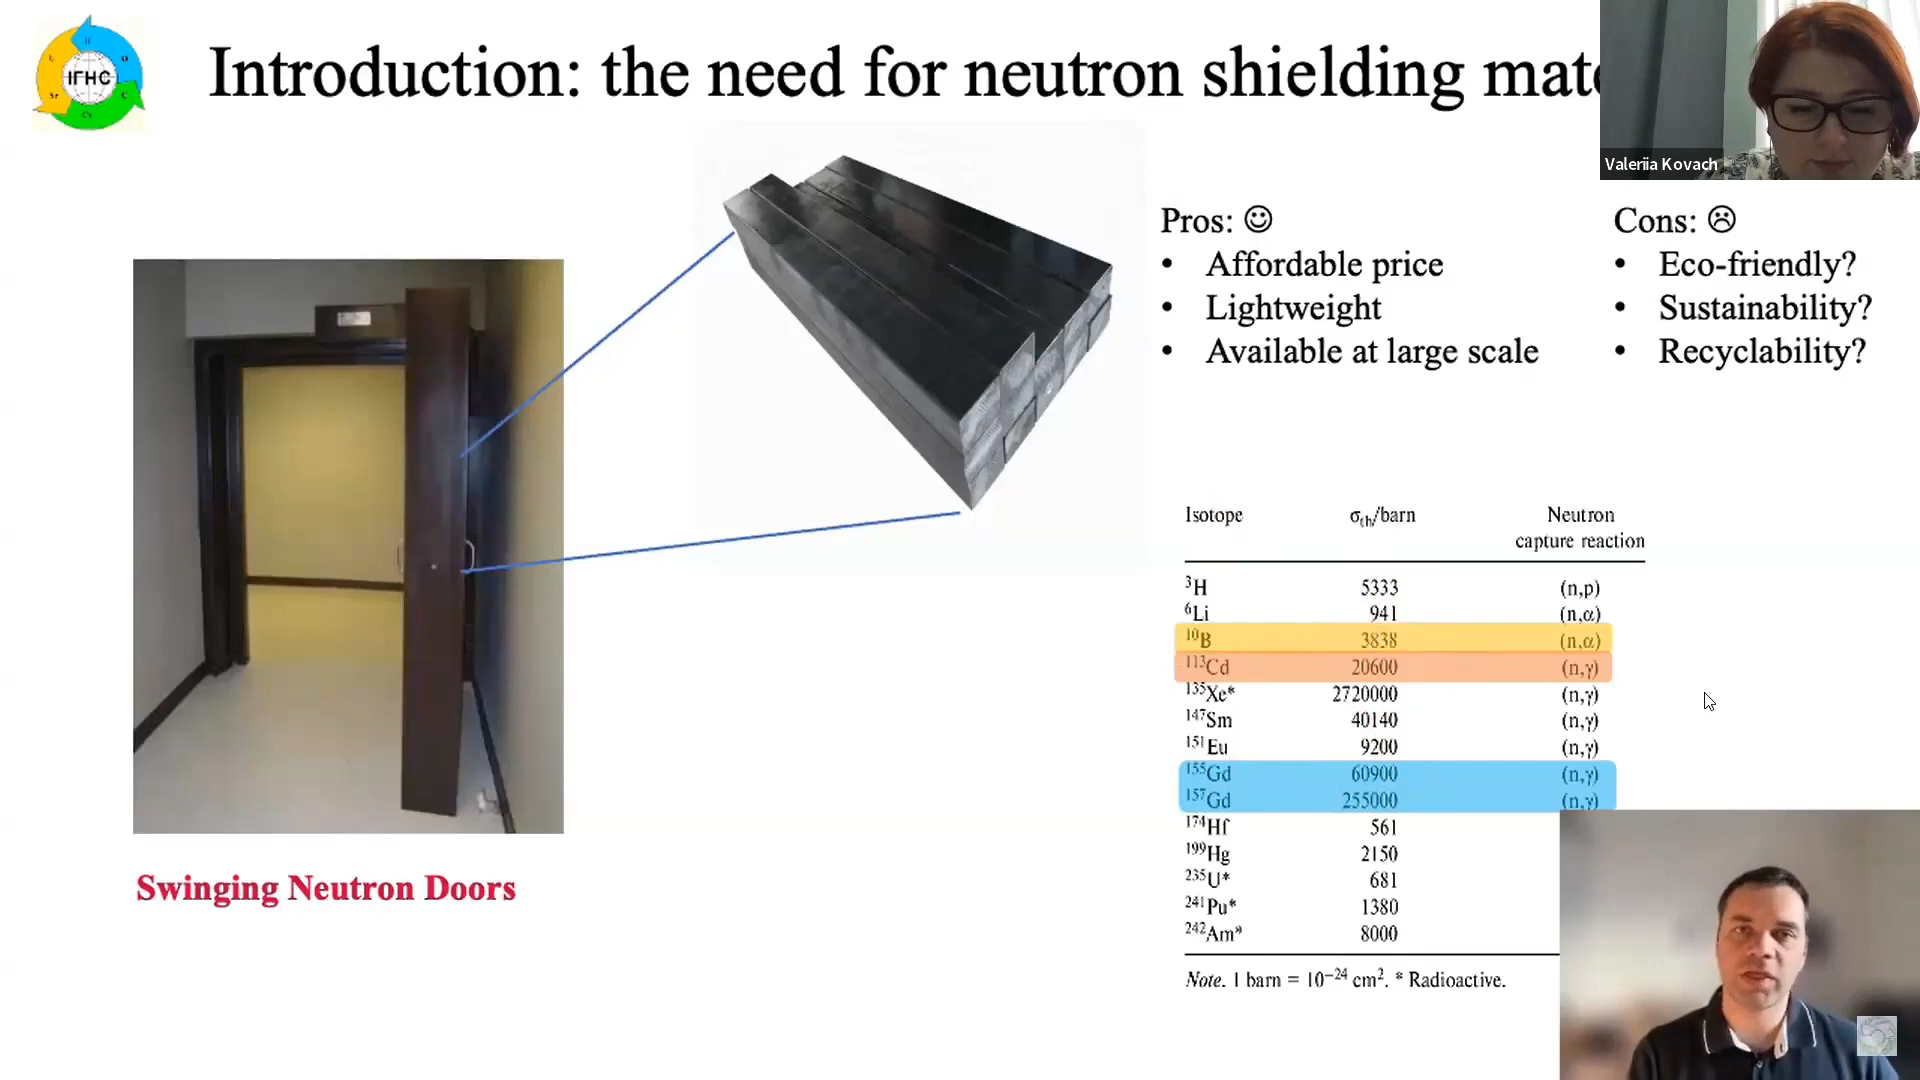 IFHC
Introduction: the need for neutron shielding mate
Valeriia Kovach
Pros: ☺
• Affordable price
• Lightweight
• Available at large scale
Cons: ☹
• Eco-friendly?
• Sustainability?
• Recyclability?
Swinging Neutron Doors
Isotope σth/barn Neutron capture reaction
³H 5333 (n,p)
⁶Li 941 (n,α)
¹⁰B 3838 (n,α)
¹¹³Cd 20600 (n,γ)
¹³⁵Xe* 2720000 (n,γ)
¹⁴⁷Sm 40140 (n,γ)
¹⁵¹Eu 9200 (n,γ)
¹⁵⁵Gd 60900 (n,γ)
¹⁵⁷Gd 255000 (n,γ)
¹⁷⁴Hf 561
¹⁹⁹Hg 2150
²³⁵U* 681
²⁴¹Pu* 1380
²⁴²Am* 8000
Note. 1 barn = 10⁻²⁴ cm². * Radioactive.